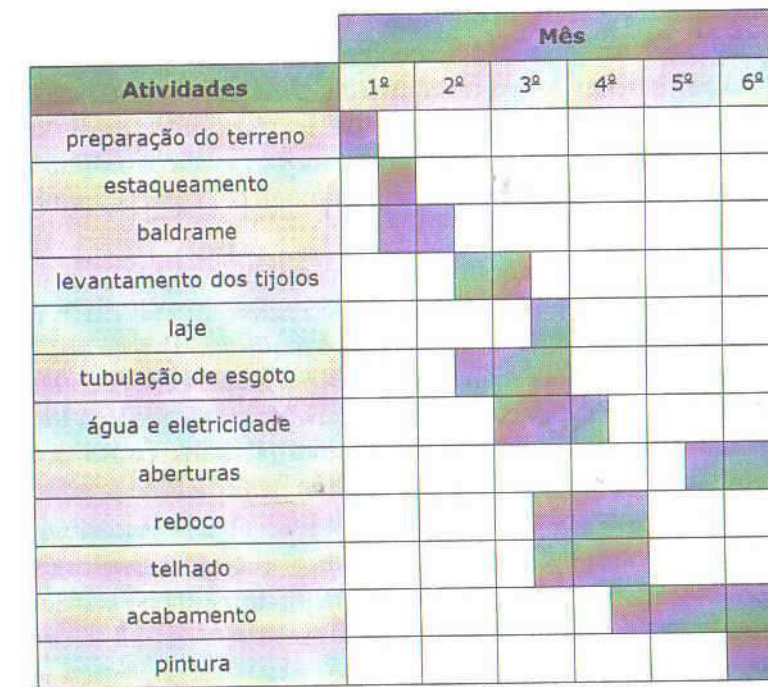 Mês
Atividades 1º 2º 3º 4º 5º 6º
preparação do terreno
estaqueamento
baldrame
levantamento dos tijolos
laje
tubulação de esgoto
água e eletricidade
aberturas
reboco
telhado
acabamento
pintura